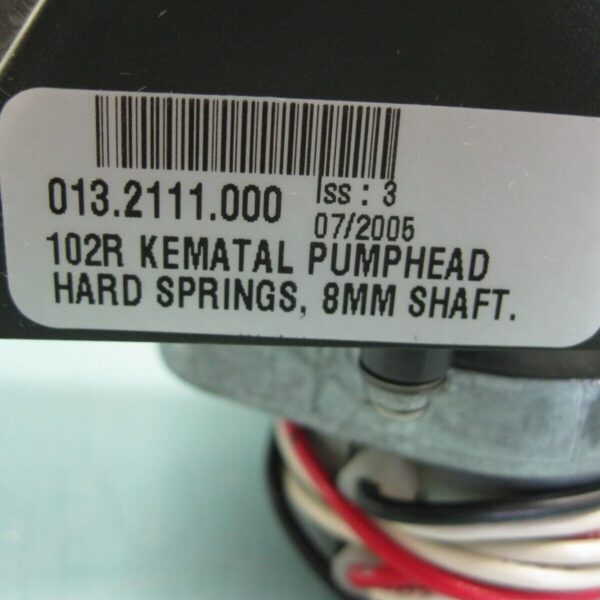 013.2111.000 Iss : 3
07/2005
102R KEMATAL PUMPHEAD
HARD SPRINGS, 8MM SHAFT.